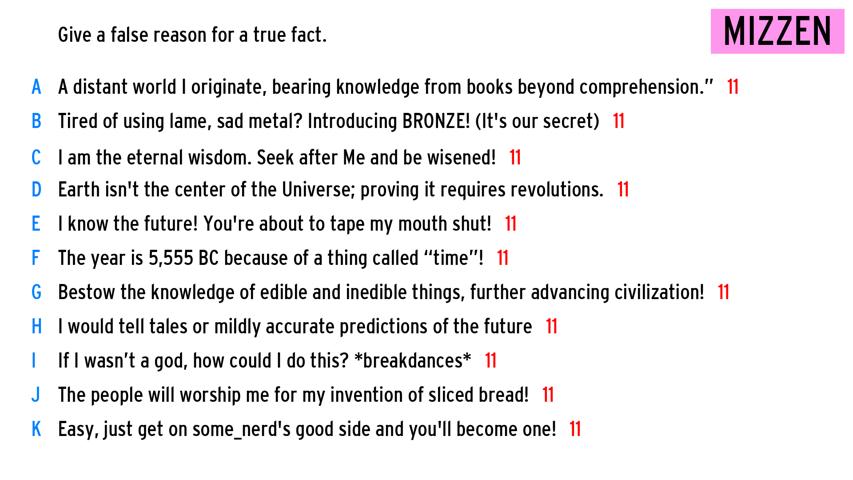 Give a false reason for a true fact.
MIZZEN
A A distant world I originate, bearing knowledge from books beyond comprehension.” 11
B Tired of using lame, sad metal? Introducing BRONZE! (It's our secret) 11
C I am the eternal wisdom. Seek after Me and be wisened! 11
D Earth isn't the center of the Universe; proving it requires revolutions. 11
E I know the future! You're about to tape my mouth shut! 11
F The year is 5,555 BC because of a thing called “time”! 11
G Bestow the knowledge of edible and inedible things, further advancing civilization! 11
H I would tell tales or mildly accurate predictions of the future 11
I If I wasn’t a god, how could I do this? *breakdances* 11
J The people will worship me for my invention of sliced bread! 11
K Easy, just get on some_nerd's good side and you'll become one! 11